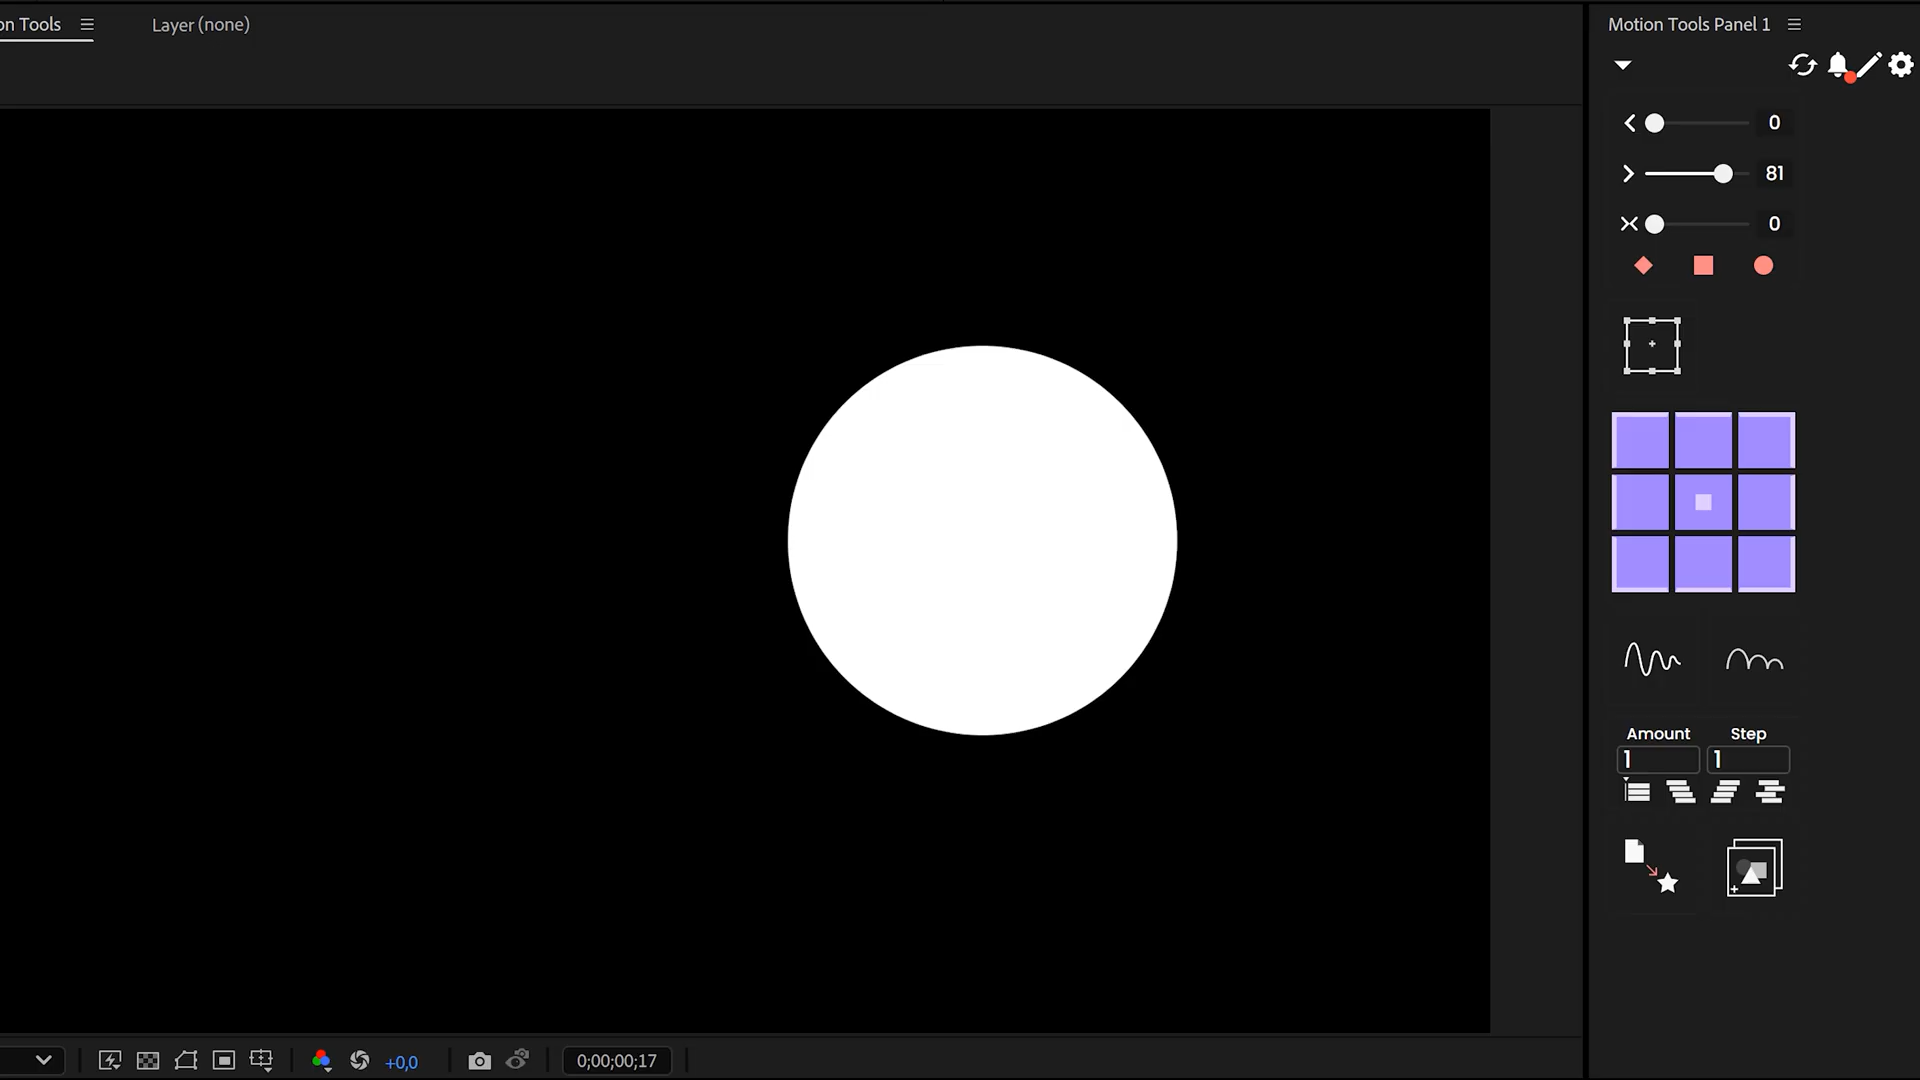 on Tools
Layer (none)
Motion Tools Panel 1
0
81
0
Amount Step
1 1
+0,0
0;00;00;17